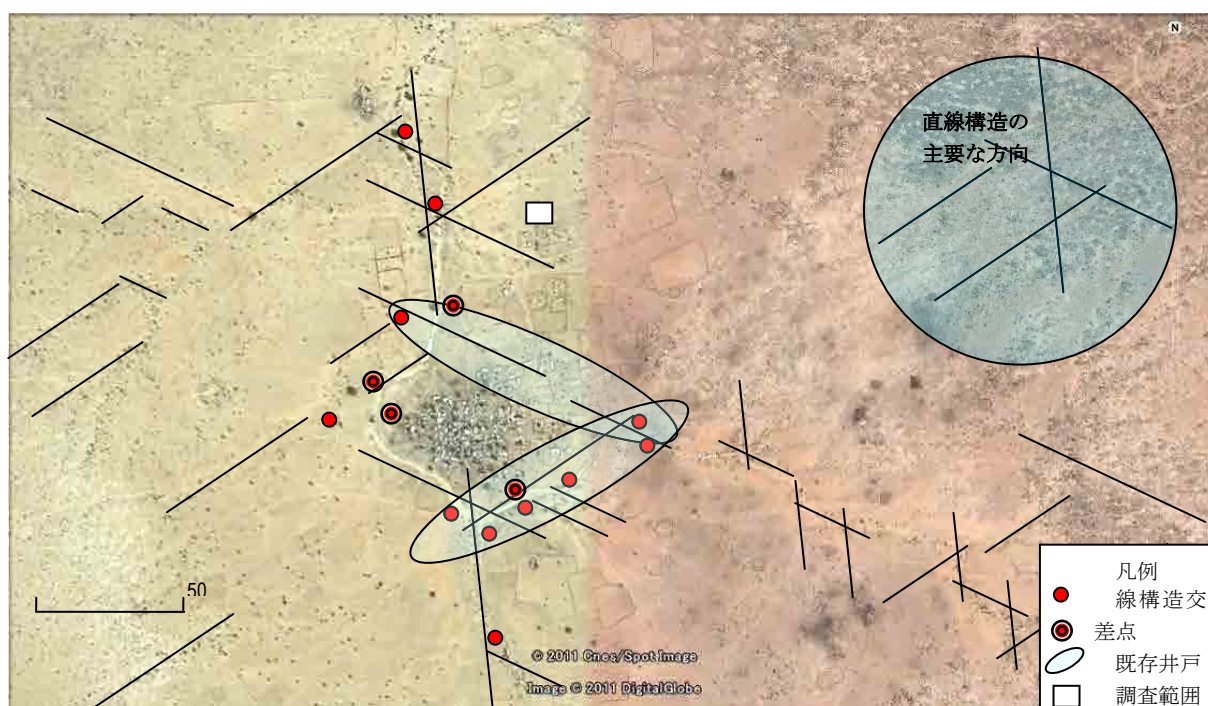 N
直線構造の
主要な方向
50
凡例
線構造交
差点
既存井戸
調査範囲
© 2011 Cnes/Spot Image
Image © 2011 DigitalGlobe